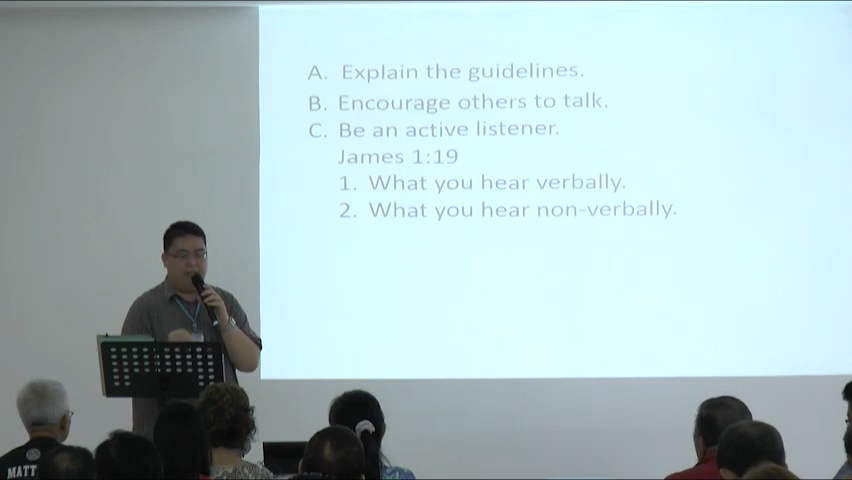 A. Explain the guidelines.
B. Encourage others to talk.
C. Be an active listener.
James 1:19
1. What you hear verbally.
2. What you hear non-verbally.
MATT